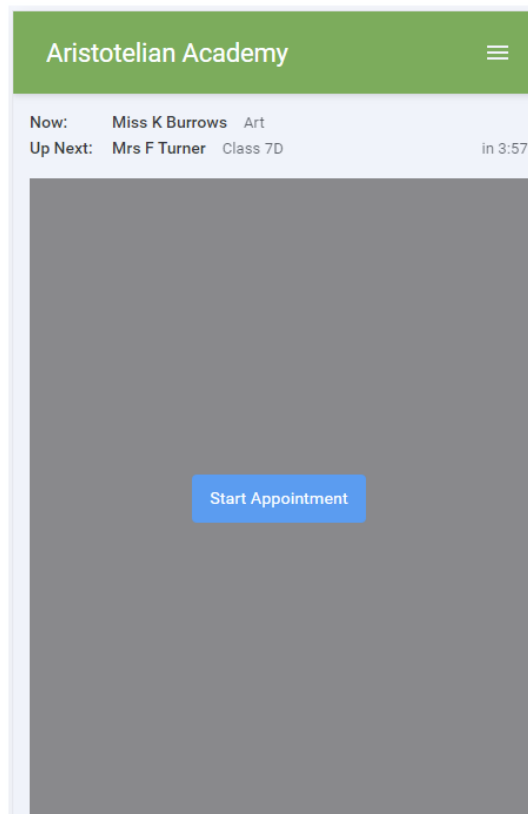 Aristotelian Academy
Now: Miss K Burrows Art
Up Next: Mrs F Turner Class 7D in 3:57
Start Appointment